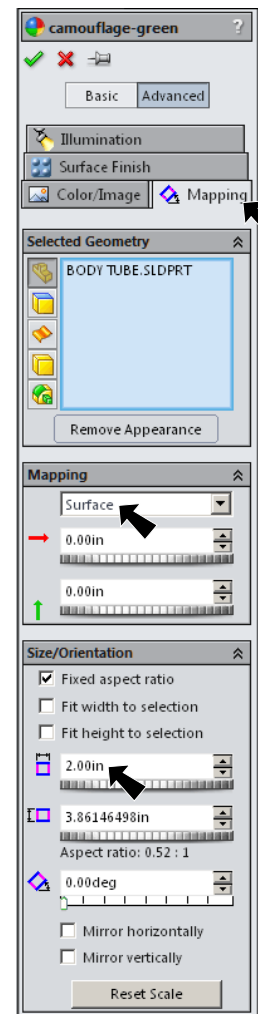 camouflage-green ?
Basic Advanced
Illumination
Surface Finish
Color/Image Mapping
Selected Geometry
BODY TUBE.SLDPRT
Remove Appearance
Mapping
Surface
0.00in
0.00in
Size/Orientation
Fixed aspect ratio
Fit width to selection
Fit height to selection
2.00in
3.86146498in
Aspect ratio: 0.52 : 1
0.00deg
Mirror horizontally
Mirror vertically
Reset Scale